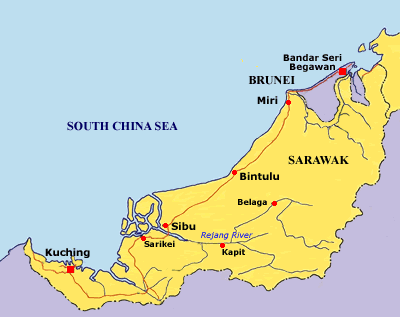 Bandar Seri
Begawan
BRUNEI
Miri
SOUTH CHINA SEA
SARAWAK
Bintulu
Belaga
Sibu
Rejang River
Sarikei
Kapit
Kuching